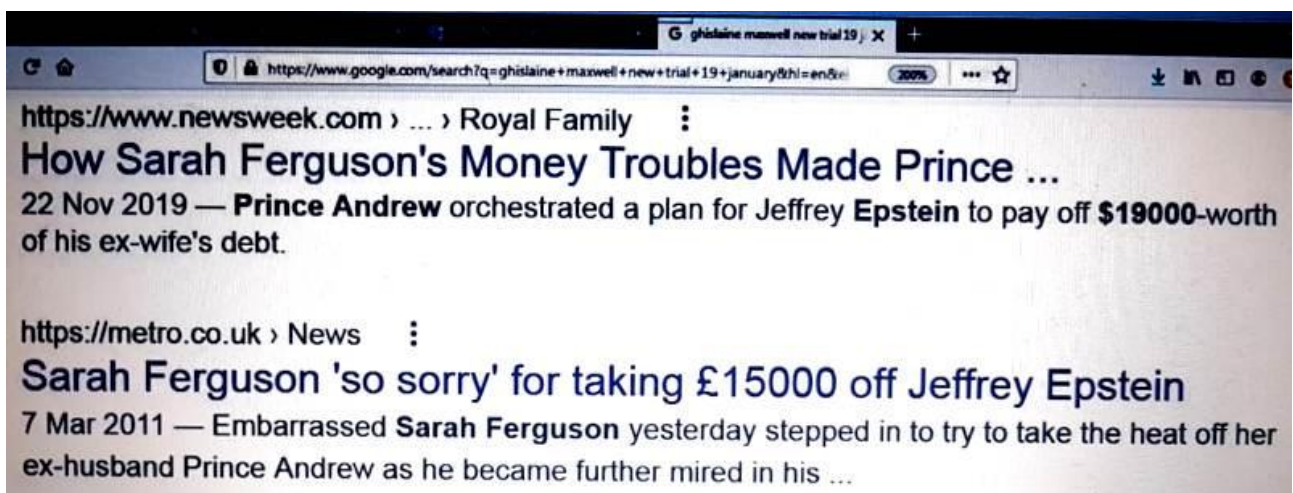 G ghislaine maxwell new trial 19 j
https://www.google.com/search?q=ghislaine+maxwell+new+trial+19+january&hl=en&e
200%
https://www.newsweek.com › ... › Royal Family
How Sarah Ferguson's Money Troubles Made Prince ...
22 Nov 2019 — Prince Andrew orchestrated a plan for Jeffrey Epstein to pay off $19000-worth
of his ex-wife's debt.
https://metro.co.uk › News
Sarah Ferguson 'so sorry' for taking £15000 off Jeffrey Epstein
7 Mar 2011 — Embarrassed Sarah Ferguson yesterday stepped in to try to take the heat off her
ex-husband Prince Andrew as he became further mired in his ...